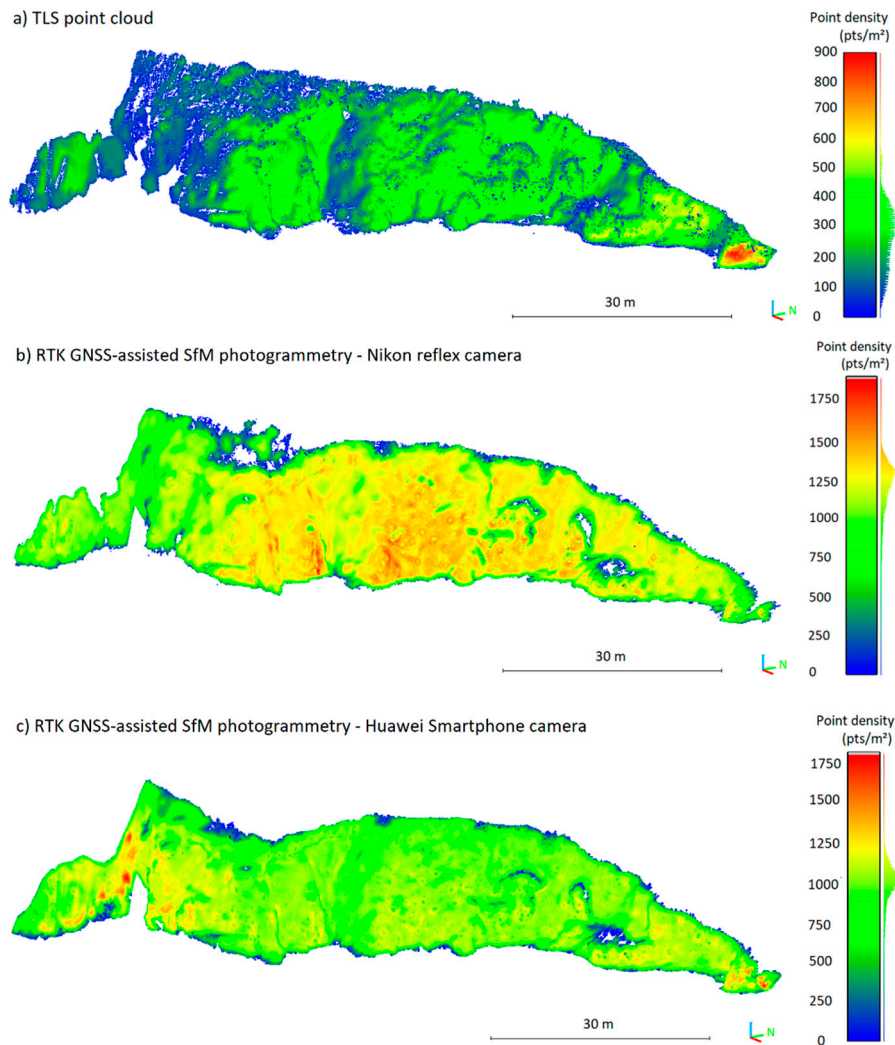 a) TLS point cloud
Point density
(pts/m²)
900
800
700
600
500
400
300
200
100
0
30 m
N
b) RTK GNSS-assisted SfM photogrammetry - Nikon reflex camera
Point density
(pts/m²)
1750
1500
1250
1000
750
500
250
0
30 m
N
c) RTK GNSS-assisted SfM photogrammetry - Huawei Smartphone camera
Point density
(pts/m²)
1750
1500
1250
1000
750
500
250
0
30 m
N